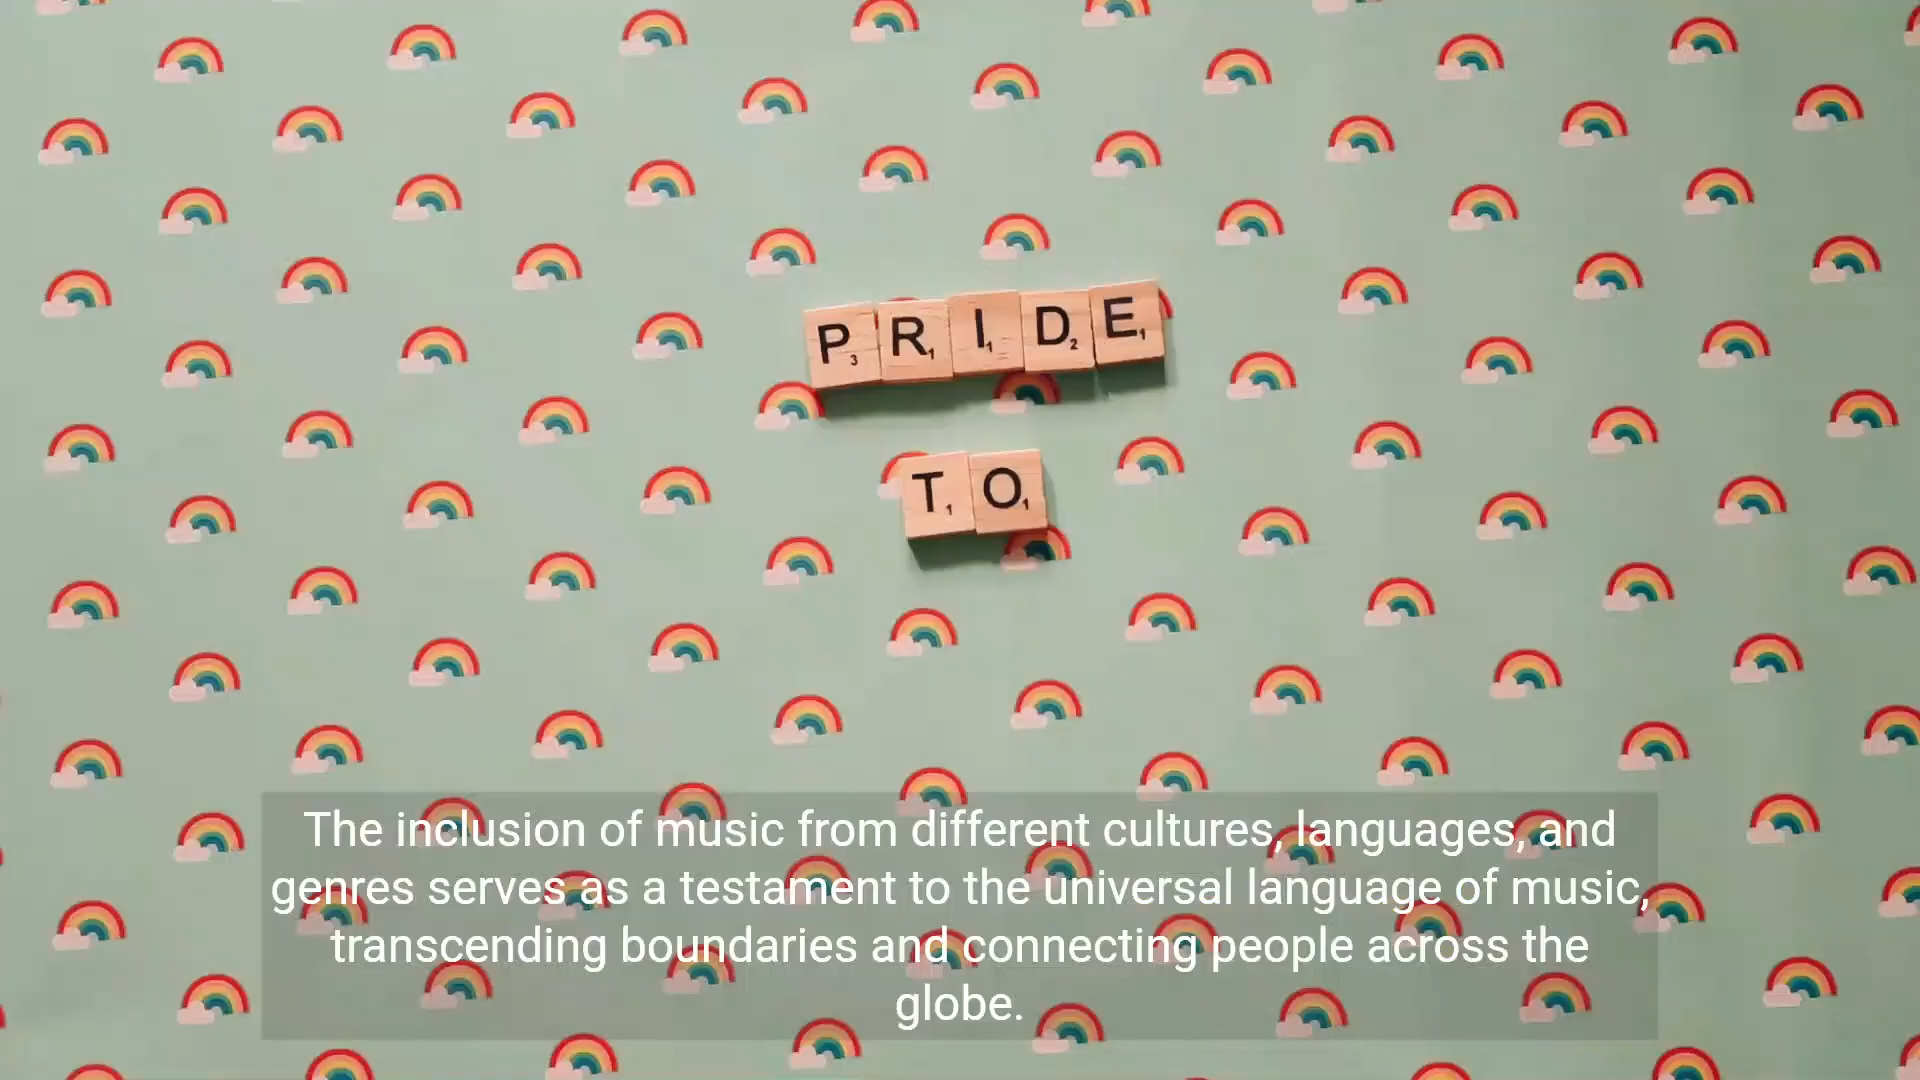 PRIDE
TO
The inclusion of music from different cultures, languages, and
genres serves as a testament to the universal language of music,
transcending boundaries and connecting people across the
globe.